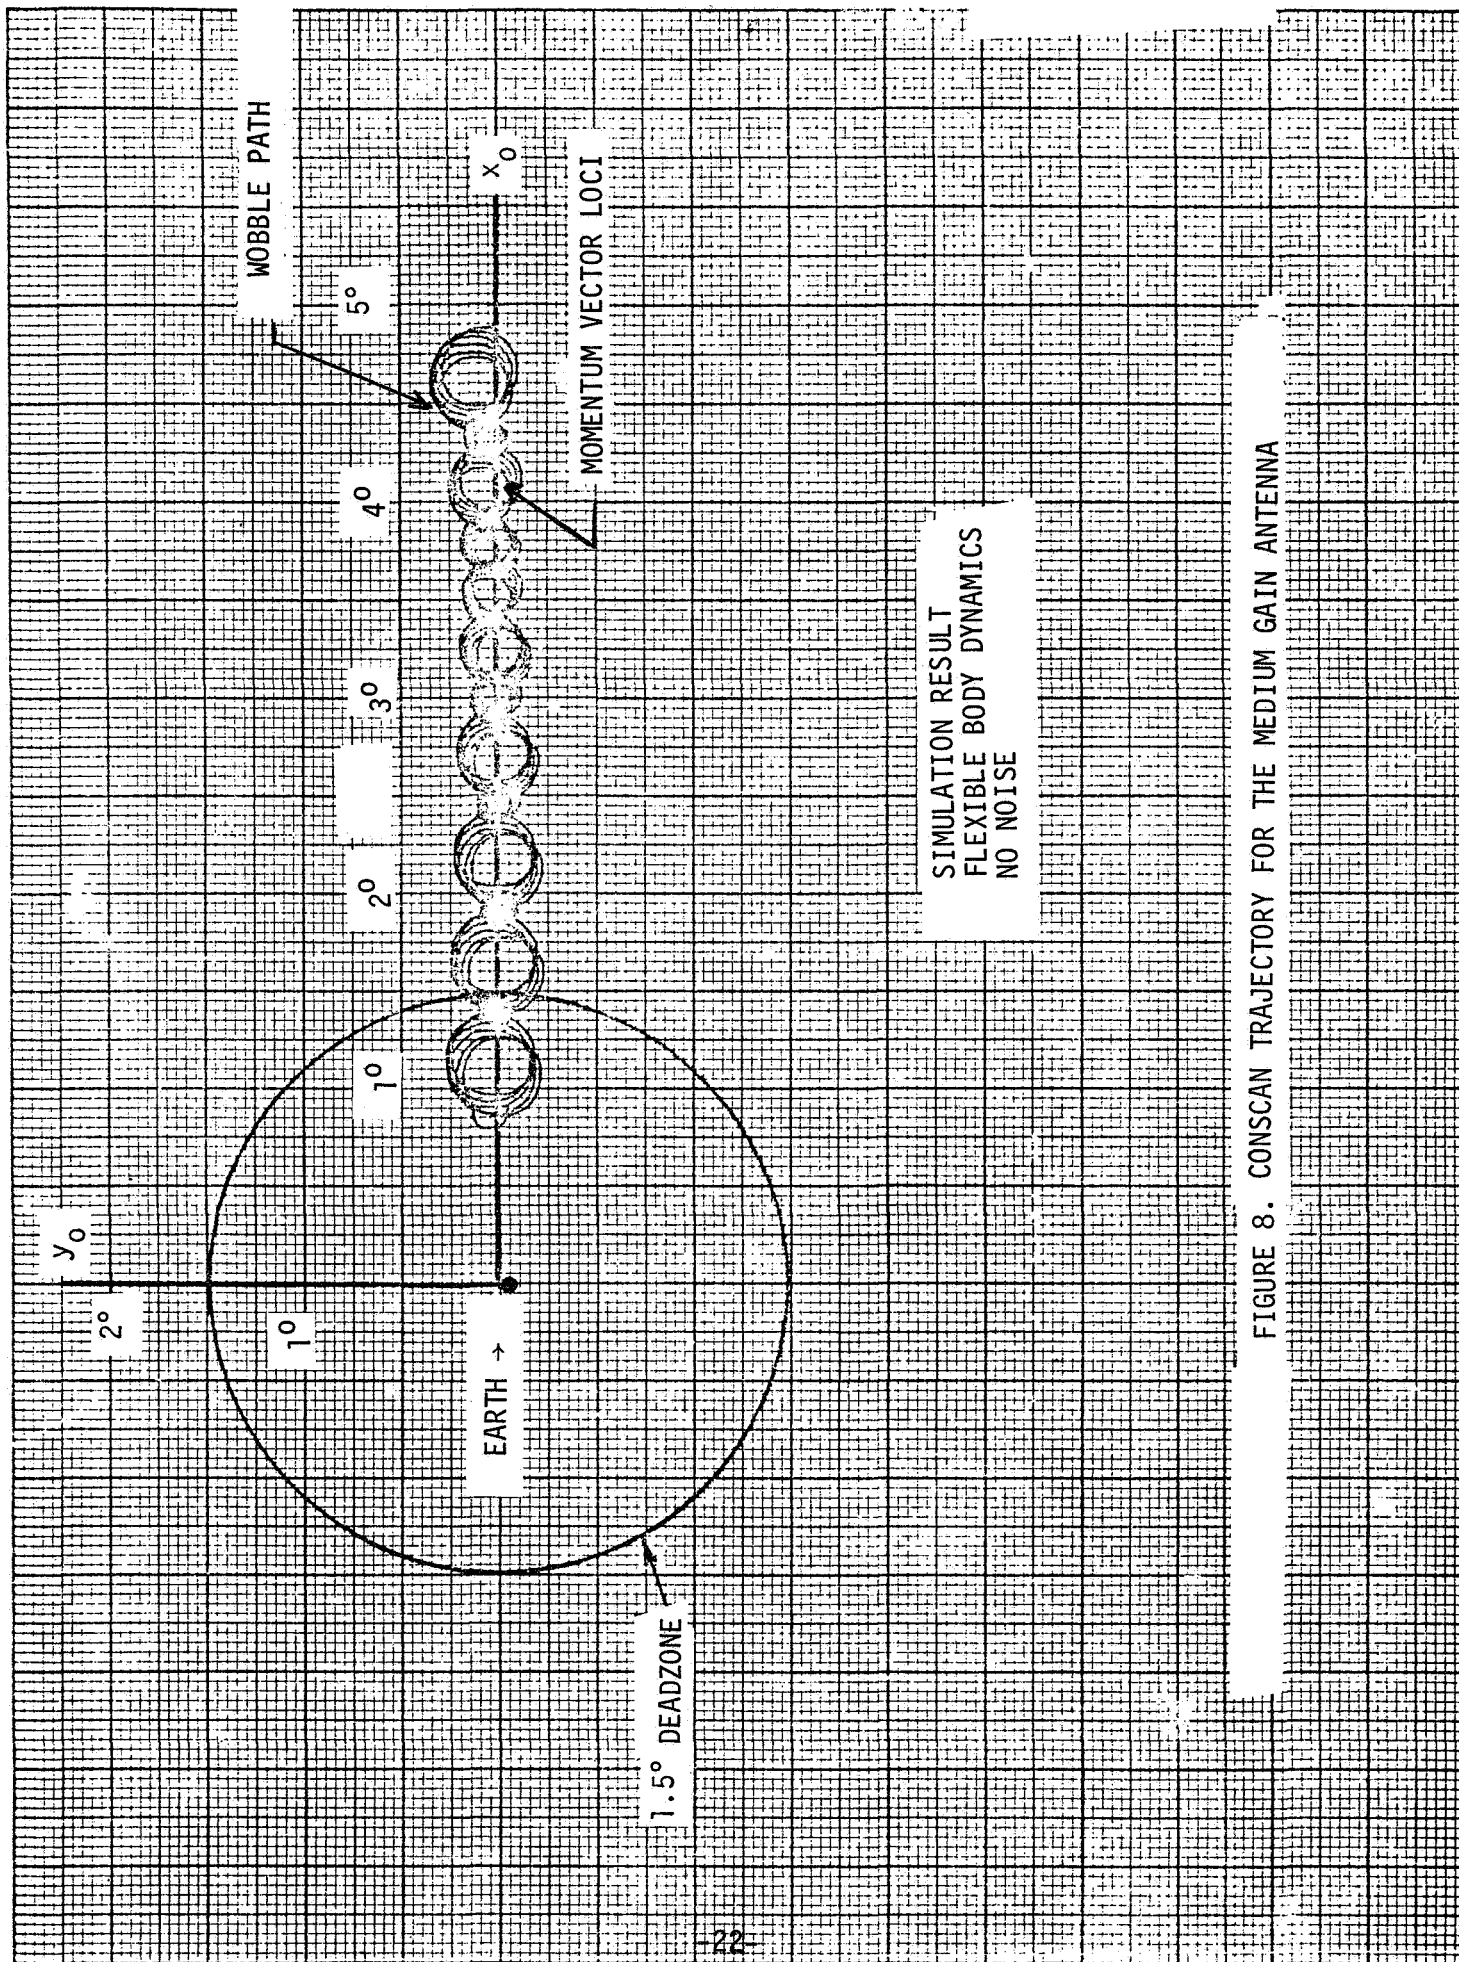 WOBBLE PATH
5°
x₀
MOMENTUM VECTOR LOCI
4°
3°
2°
1°
y₀
2°
1°
EARTH →
1.5° DEADZONE
SIMULATION RESULT
FLEXIBLE BODY DYNAMICS
NO NOISE
FIGURE 8. CONSCAN TRAJECTORY FOR THE MEDIUM GAIN ANTENNA
-22-